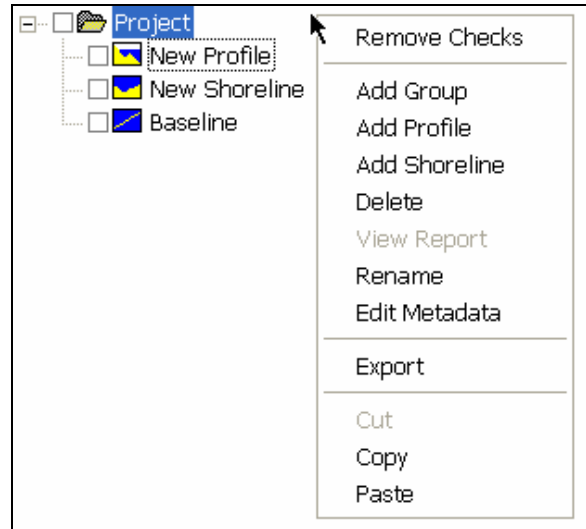 Project
New Profile
New Shoreline
Baseline
Remove Checks
Add Group
Add Profile
Add Shoreline
Delete
View Report
Rename
Edit Metadata
Export
Cut
Copy
Paste